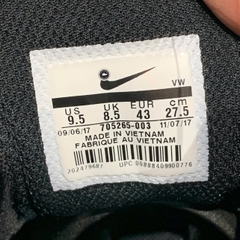 VW
US UK EUR cm
9.5 8.5 43 27.5
09/06/17 705265-003 11/07/17
MADE IN VIETNAM
FABRIQUE AU VIETNAM
UPC 00888409900776